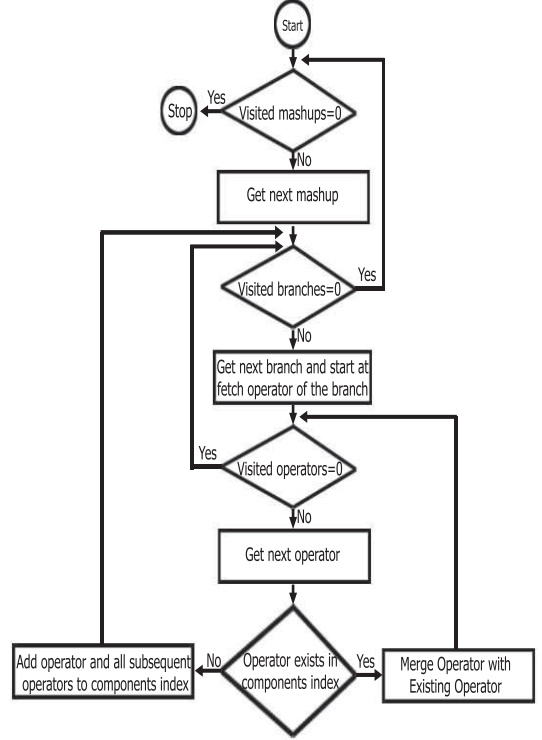 Start
Visited mashups=0
Yes
Stop
No
Get next mashup
Visited branches=0
Yes
No
Get next branch and start at
fetch operator of the branch
Visited operators=0
Yes
No
Get next operator
Operator exists in
components index
No
Add operator and all subsequent
operators to components index
Yes
Merge Operator with
Existing Operator